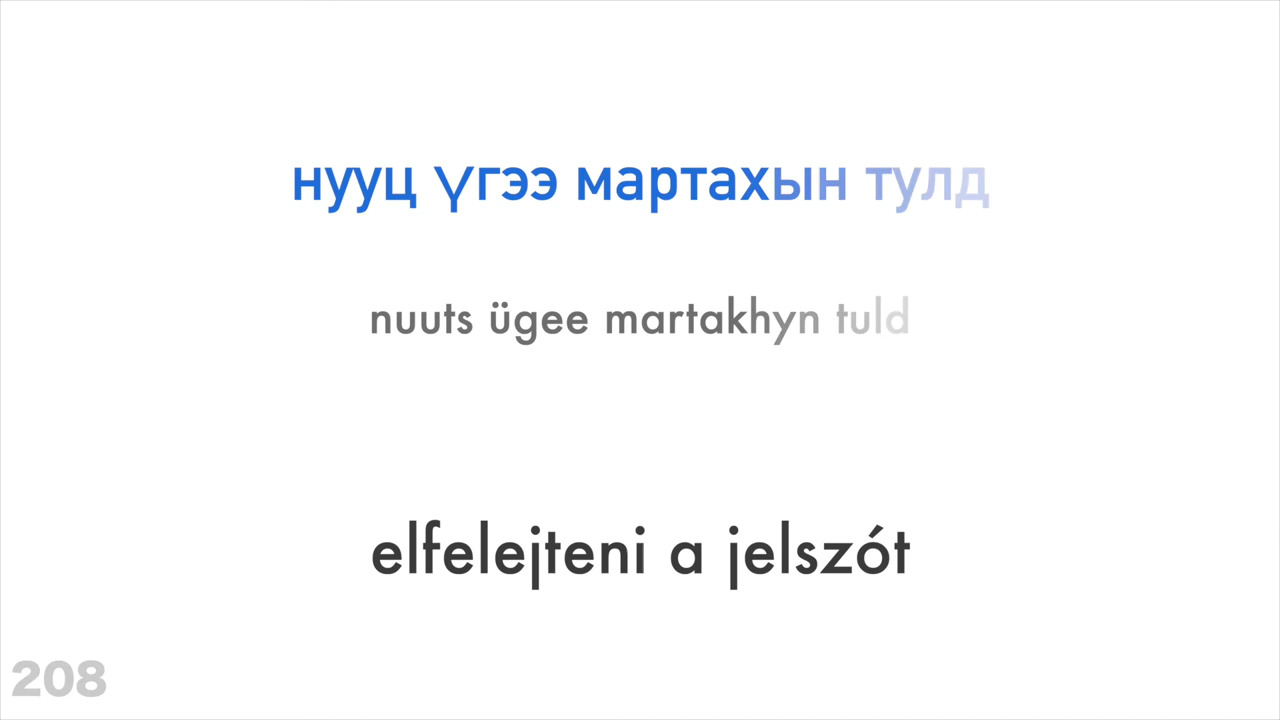 нууц үгээ мартахын тулд
nuuts ügee martakhyn tuld
elfelejteni a jelszót
208